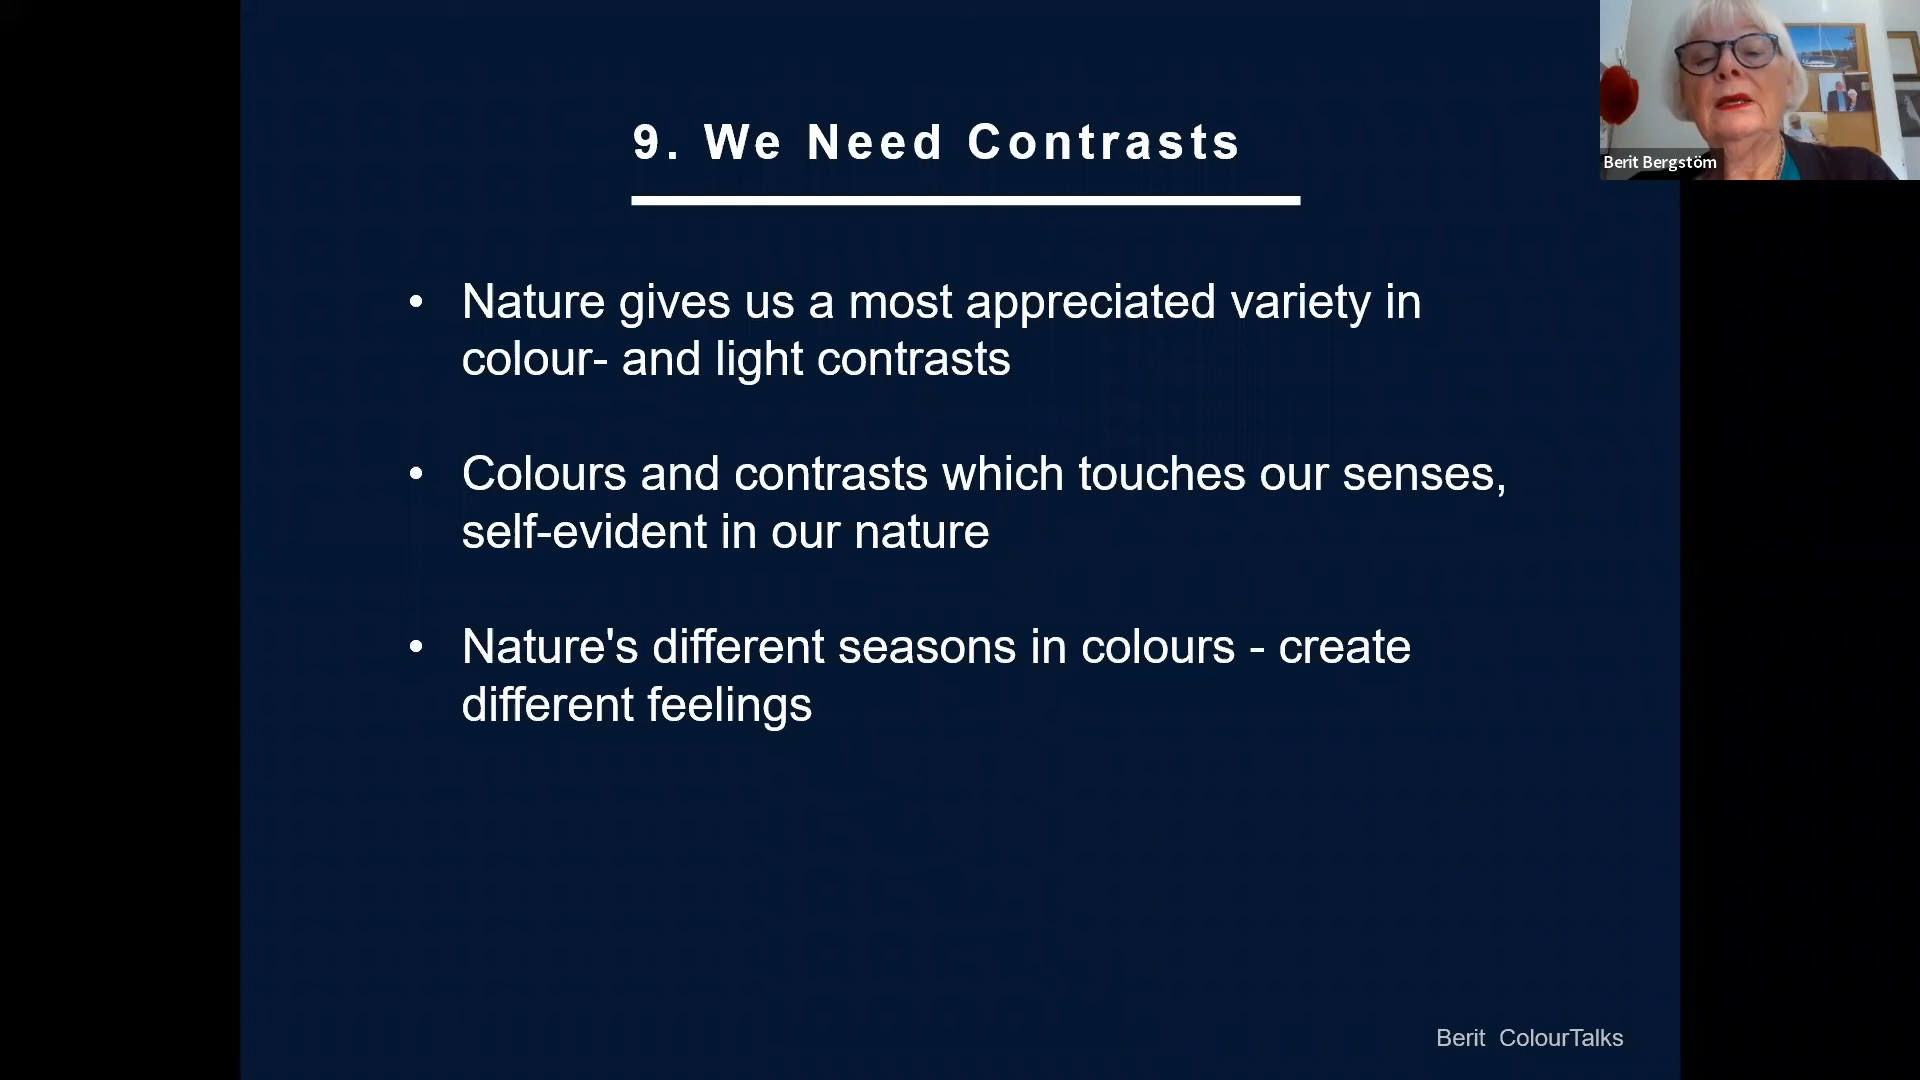 9. We Need Contrasts
Berit Bergstöm
• Nature gives us a most appreciated variety in
colour- and light contrasts
• Colours and contrasts which touches our senses,
self-evident in our nature
• Nature's different seasons in colours - create
different feelings
Berit ColourTalks